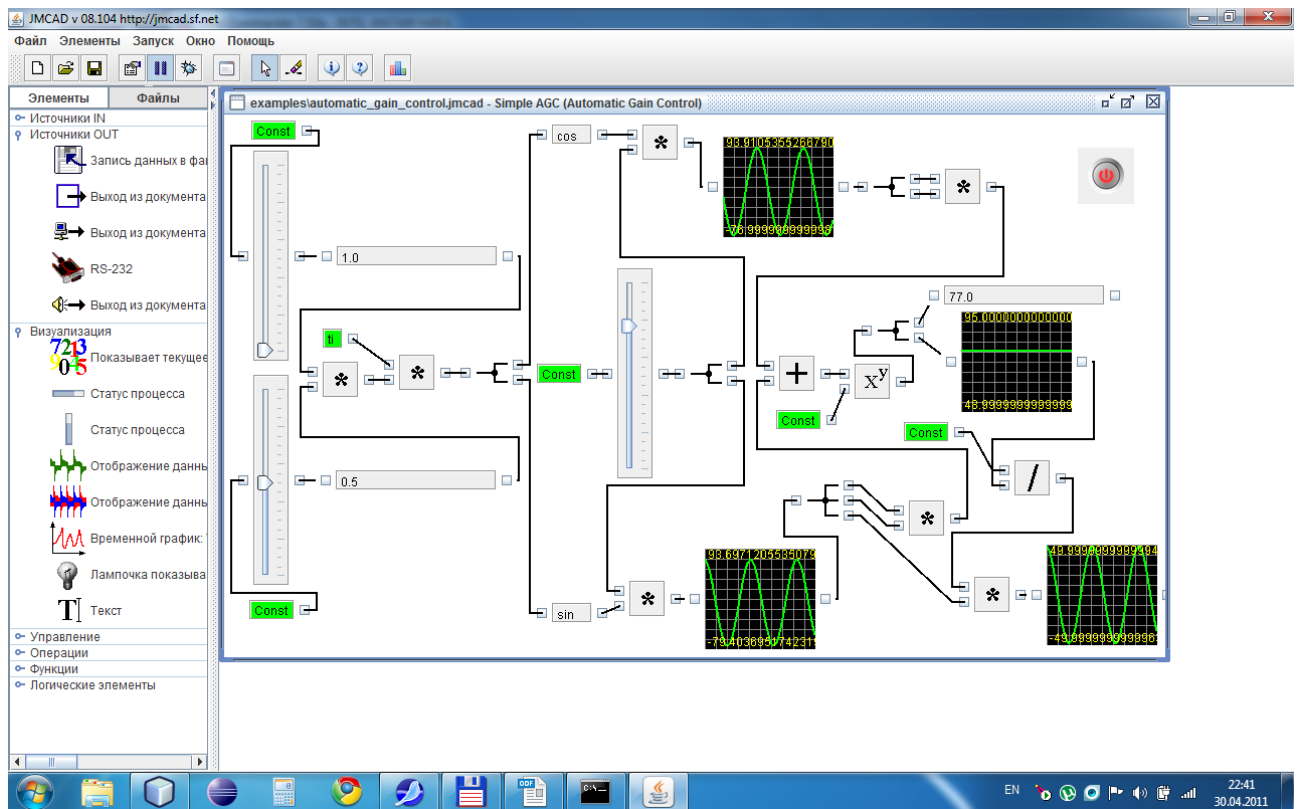 JMCAD v 08.104 http://jmcad.sf.net
Файл Элементы Запуск Окно Помощь
Элементы Файлы
Источники IN
Источники OUT
Запись данных в фа
Выход из документа
Выход из документа
RS-232
Выход из документа
Визуализация
Показывает текущее
Статус процесса
Статус процесса
Отображение данн
Отображение данн
Временной график:
Лампочка показыва
Текст
Управление
Операции
Функции
Логические элементы
examples\automatic_gain_control.jmcad - Simple AGC (Automatic Gain Control)
Const
cos
*
*
1.0
77.0
ti
*
*
Const
+
x^y
Const
Const
/
0.5
*
*
*
Const
sin
EN
22:41
30.04.2011